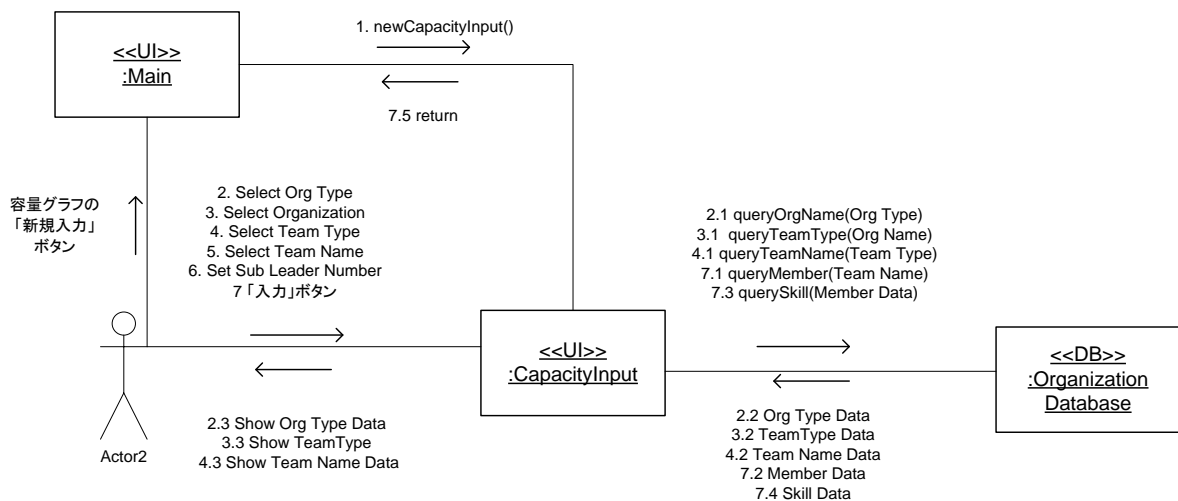 1. newCapacityInput()
<<UI>>
:Main
7.5 return
容量グラフの
「新規入力」
ボタン
2. Select Org Type
3. Select Organization
4. Select Team Type
5. Select Team Name
6. Set Sub Leader Number
7 「入力」ボタン
2.1 queryOrgName(Org Type)
3.1 queryTeamType(Org Name)
4.1 queryTeamName(Team Type)
7.1 queryMember(Team Name)
7.3 querySkill(Member Data)
<<UI>>
:CapacityInput
<<DB>>
:Organization
Database
2.3 Show Org Type Data
3.3 Show TeamType
4.3 Show Team Name Data
Actor2
2.2 Org Type Data
3.2 TeamType Data
4.2 Team Name Data
7.2 Member Data
7.4 Skill Data